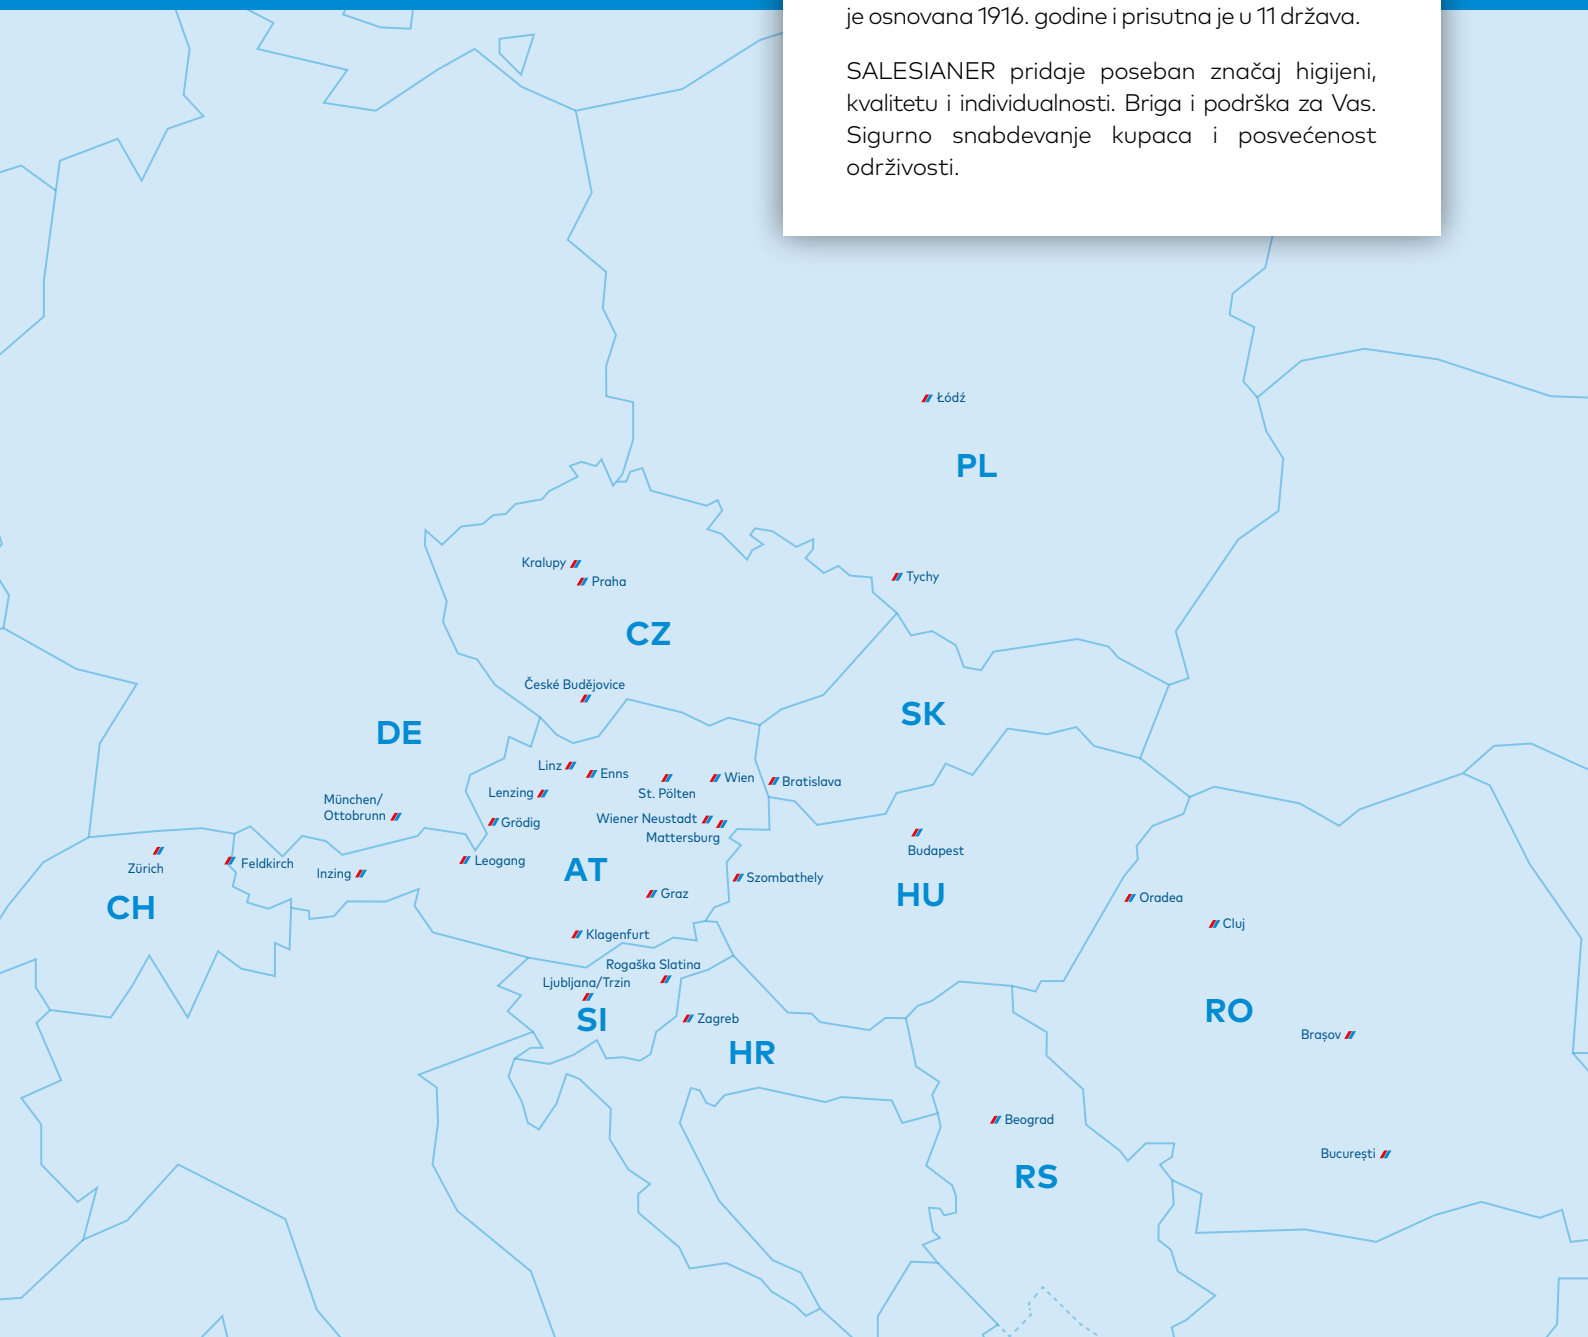 je osnovana 1916. godine i prisutna je u 11 država.
SALESIANER pridaje poseban značaj higijeni,
kvalitetu i individualnosti. Briga i podrška za Vas.
Sigurno snabdevanje kupaca i posvećenost
održivosti.
Łódź
PL
Kralupy
Praha
Tychy
CZ
České Budějovice
SK
DE
Linz
Enns
Wien
Bratislava
Lenzing
St. Pölten
München/
Ottobrunn
Grödig
Wiener Neustadt
Mattersburg
Budapest
Zürich
Feldkirch
Inzing
Leogang
AT
Szombathely
HU
Graz
Oradea
CH
Cluj
Klagenfurt
Rogaška Slatina
Ljubljana/Trzin
SI
Zagreb
RO
HR
Brașov
Beograd
București
RS